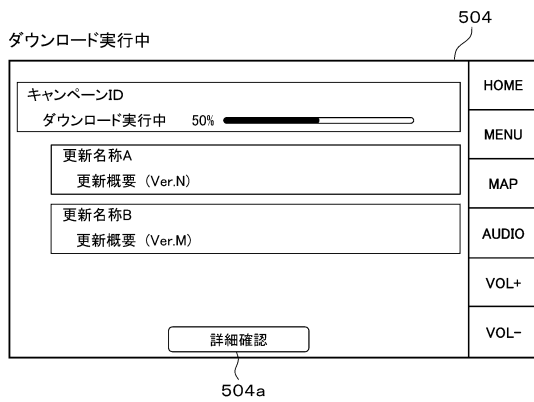 504
ダウンロード実行中
キャンペーンID
ダウンロード実行中 50%
更新名称A
更新概要 (Ver.N)
更新名称B
更新概要 (Ver.M)
詳細確認
504a
HOME
MENU
MAP
AUDIO
VOL+
VOL−